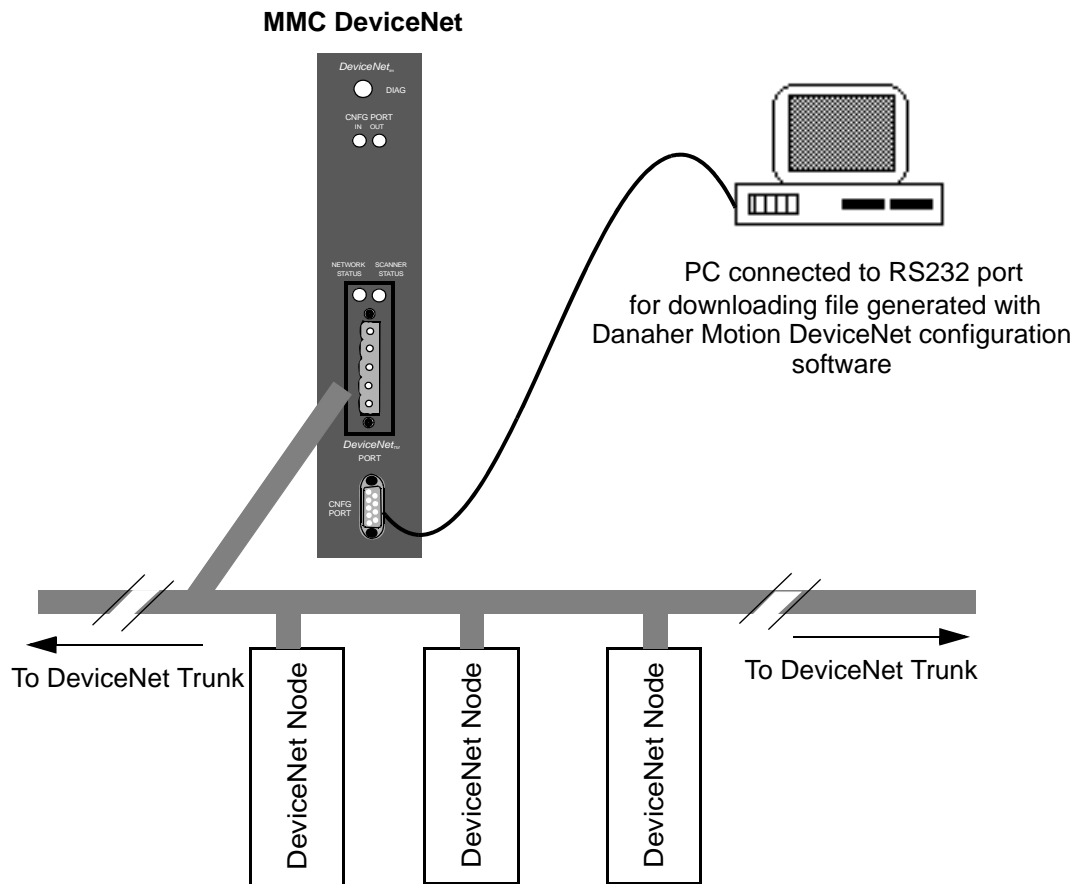 MMC DeviceNet
DeviceNet
DIAG
CNFG PORT
IN OUT
NETWORK STATUS
SCANNER STATUS
DeviceNet™
PORT
CNFG
PORT
PC connected to RS232 port
for downloading file generated with
Danaher Motion DeviceNet configuration
software
To DeviceNet Trunk
To DeviceNet Trunk
DeviceNet Node
DeviceNet Node
DeviceNet Node